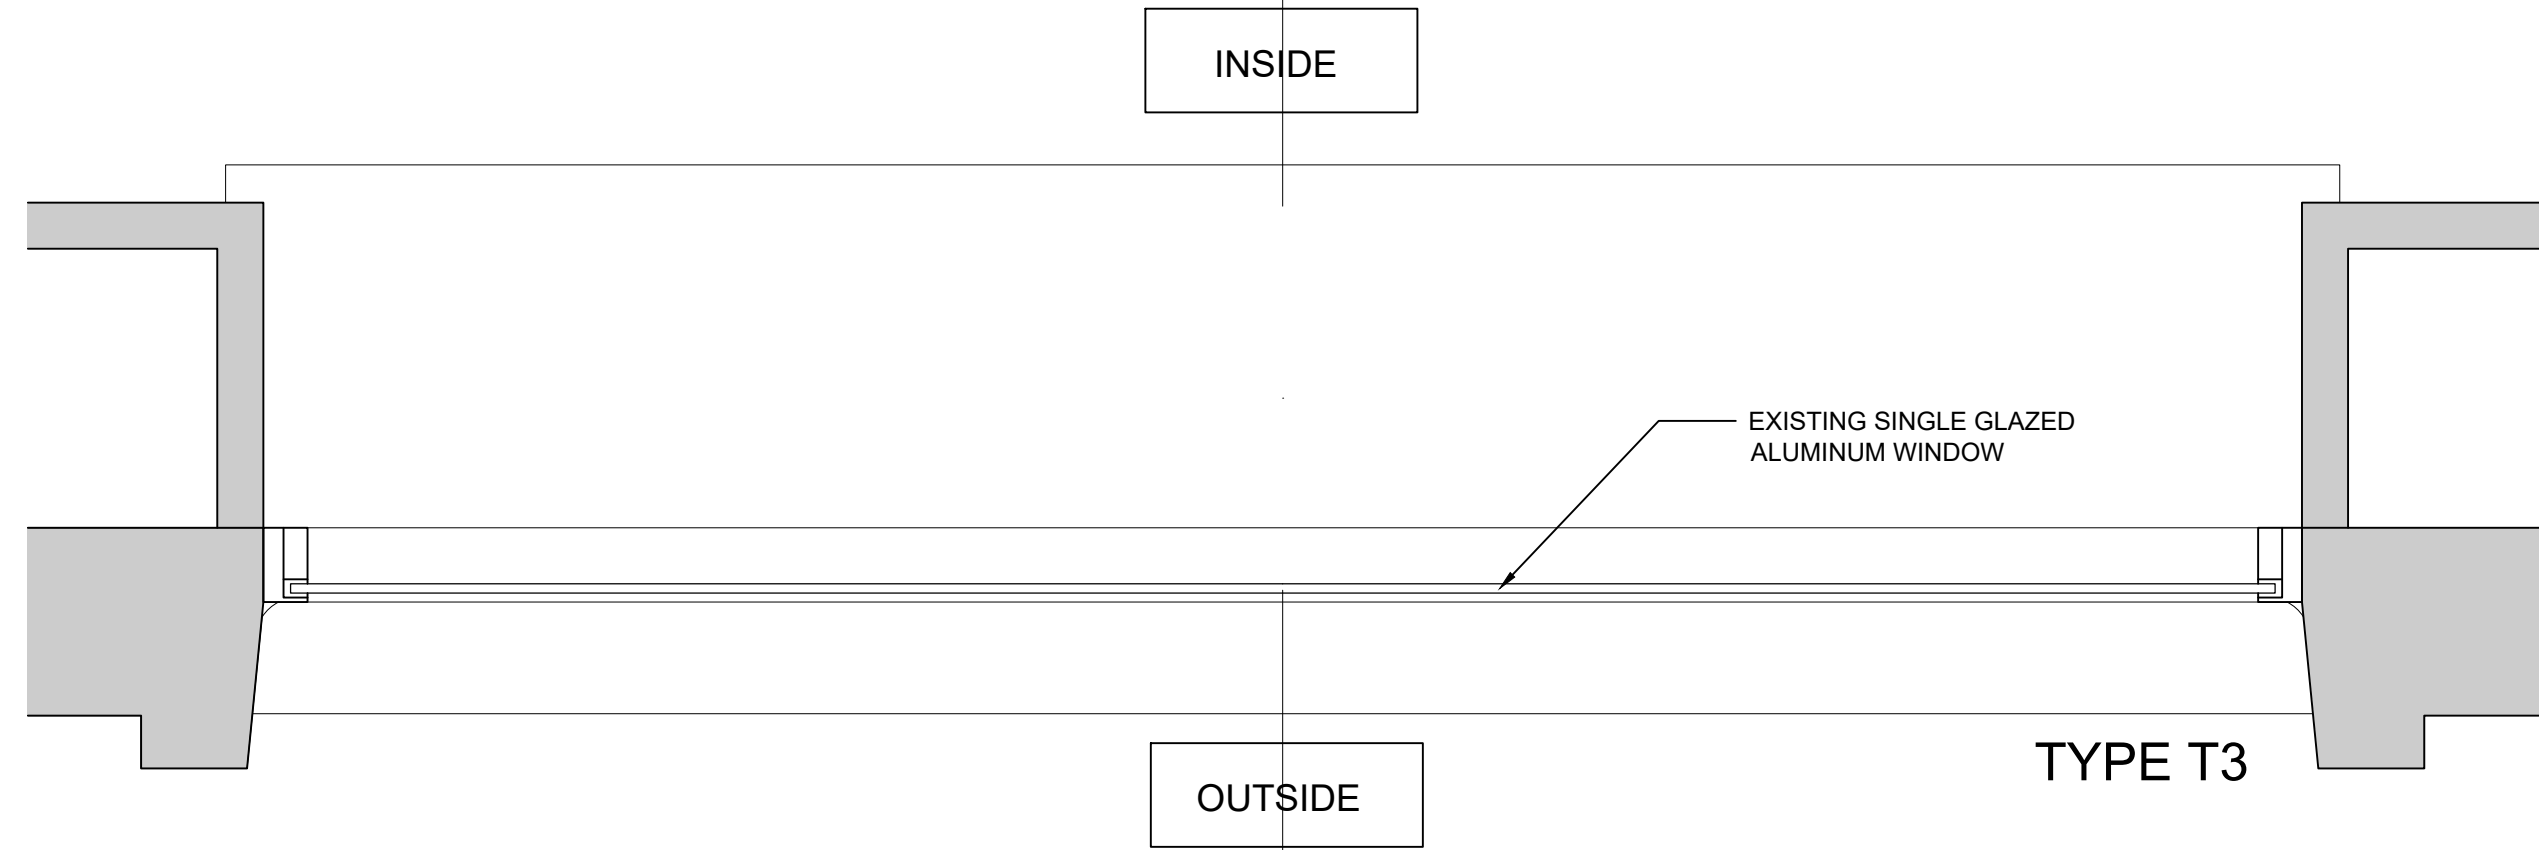 INSIDE
EXISTING SINGLE GLAZED
ALUMINUM WINDOW
TYPE T3
OUTSIDE